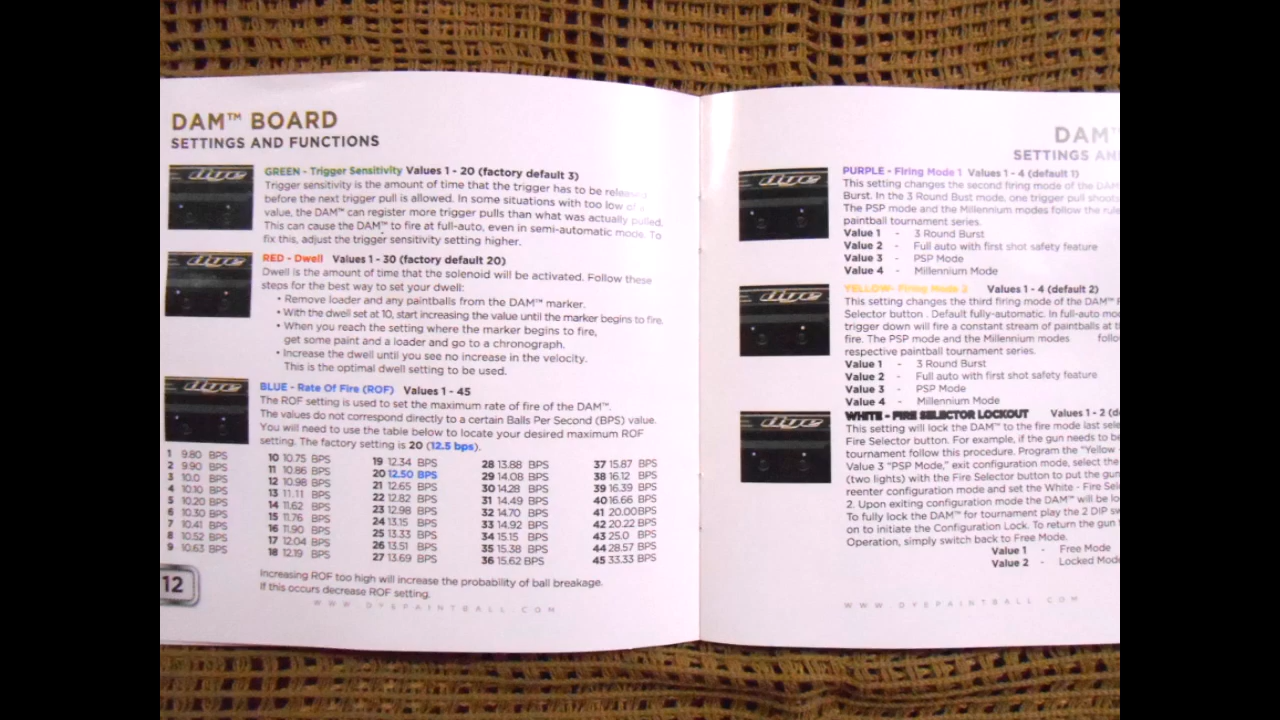 DAM™ BOARD
SETTINGS AND FUNCTIONS
dye
GREEN - Trigger Sensitivity Values 1 - 20 (factory default 3)
Trigger sensitivity is the amount of time that the trigger has to be
before the next trigger pull is allowed. In some situations with too low of a
value, the DAM™ can register more trigger pulls than what was actually pulled.
This can cause the DAM™ to fire at full-auto, even in semi-automatic mode. To
fix this, adjust the trigger sensitivity setting higher.
dye
RED - Dwell Values 1 - 30 (factory default 20)
Dwell is the amount of time that the solenoid will be activated. Follow these
steps for the best way to set your dwell:
• Remove loader and any paintballs from the DAM™ marker.
• With the dwell set at 10, start increasing the value until the marker begins to fire.
• When you reach the setting where the marker begins to fire,
get some paint and a loader and go to a chronograph.
• Increase the dwell until you see no increase in the velocity.
This is the optimal dwell setting to be used.
dye
BLUE - Rate Of Fire (ROF) Values 1 - 45
The ROF setting is used to set the maximum rate of fire of the DAM™.
The values do not correspond directly to a certain Balls Per Second (BPS) value.
You will need to use the table below to locate your desired maximum ROF
setting. The factory setting is 20 (12.5 bps).
1 9.80 BPS
2 9.90 BPS
3 10.0 BPS
4 10.10 BPS
5 10.20 BPS
6 10.30 BPS
7 10.41 BPS
8 10.52 BPS
9 10.63 BPS
10 10.75 BPS
11 10.86 BPS
12 10.98 BPS
13 11.11 BPS
14 11.62 BPS
15 11.76 BPS
16 11.90 BPS
17 12.04 BPS
18 12.19 BPS
19 12.34 BPS
20 12.50 BPS
21 12.65 BPS
22 12.82 BPS
23 12.98 BPS
24 13.15 BPS
25 13.33 BPS
26 13.51 BPS
27 13.69 BPS
28 13.88 BPS
29 14.08 BPS
30 14.28 BPS
31 14.49 BPS
32 14.70 BPS
33 14.92 BPS
34 15.15 BPS
35 15.38 BPS
36 15.62 BPS
37 15.87 BPS
38 16.12 BPS
39 16.39 BPS
40 16.66 BPS
41 20.00BPS
42 20.22 BPS
43 25.0 BPS
44 28.57 BPS
45 33.33 BPS
Increasing ROF too high will increase the probability of ball breakage.
If this occurs decrease ROF setting.
12
WWW.DYEPAINTBALL.COM
DAM™
SETTINGS
dye
PURPLE - Firing Mode 1 Values 1 - 4 (default 1)
This setting changes the second firing mode of the DAM
Burst. In the 3 Round Bust mode, one trigger pull
The PSP mode and the Millennium modes follow the
paintball tournament series.
Value 1 - 3 Round Burst
Value 2 - Full auto with first shot safety feature
Value 3 - PSP Mode
Value 4 - Millennium Mode
dye
YELLOW- Firing Mode 2 Values 1 - 4 (default 2)
This setting changes the third firing mode of the DAM™
Selector button . Default fully-automatic. In full-auto
trigger down will fire a constant stream of paintballs at
fire. The PSP mode and the Millennium modes
respective paintball tournament series.
Value 1 - 3 Round Burst
Value 2 - Full auto with first shot safety feature
Value 3 - PSP Mode
Value 4 - Millennium Mode
dye
WHITE - FIRE SELECTOR LOCKOUT Values 1 - 2
This setting will lock the DAM™ to the fire mode last
Fire Selector button. For example, if the gun needs to
tournament follow this procedure. Program the "Yellow
Value 3 "PSP Mode," exit configuration mode, select the
(two lights) with the Fire Selector button to put the gun
reenter configuration mode and set the White - Fire
2. Upon exiting configuration mode the DAM™ will be
To fully lock the DAM™ for tournament play the 2 DIP
on to initiate the Configuration Lock. To return the gun
Operation, simply switch back to Free Mode.
Value 1 - Free Mode
Value 2 - Locked Mode
WWW.DYEPAINTBALL.COM